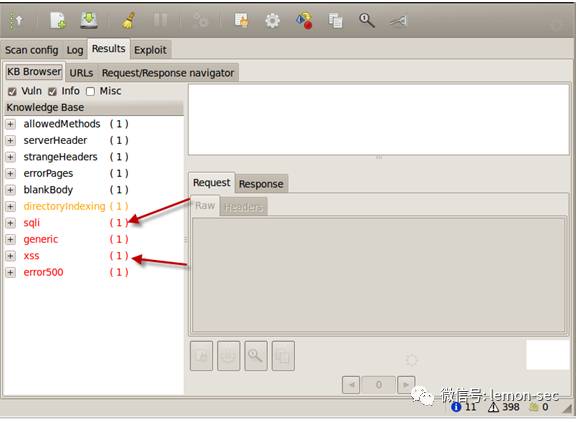 Scan config Log Results Exploit
KB Browser URLs Request/Response navigator
Vuln Info Misc
Knowledge Base
allowedMethods ( 1 )
serverHeader ( 1 )
strangeHeaders ( 1 )
errorPages ( 1 )
blankBody ( 1 )
directoryIndexing ( 1 )
sqli ( 1 )
generic ( 1 )
xss ( 1 )
error500 ( 1 )
Request Response
Raw Headers
0
微信号: lemon-sec
11 398 0